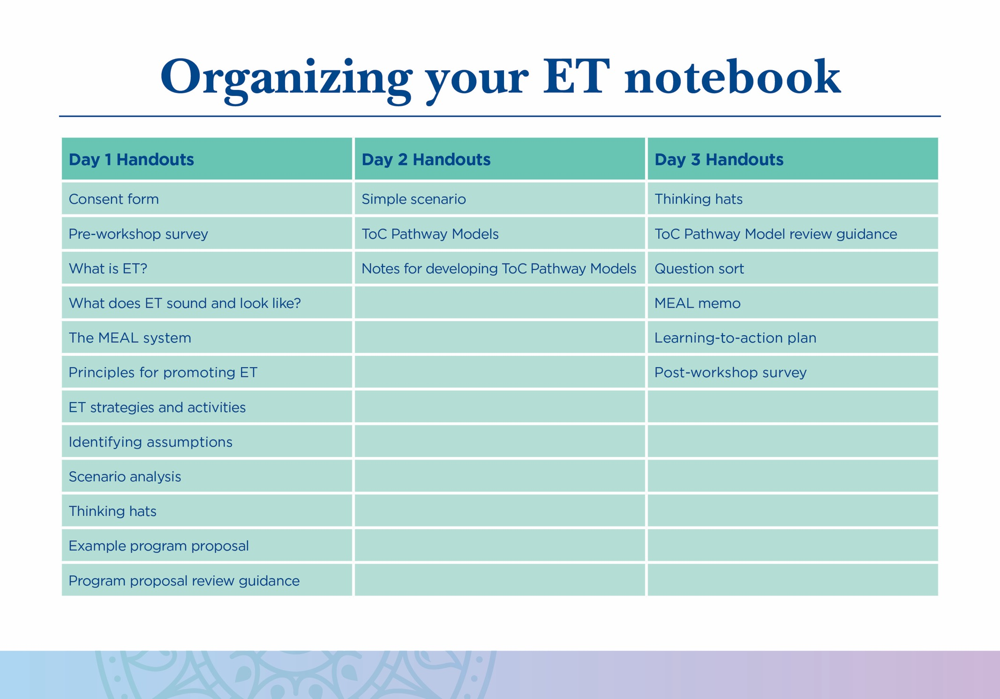 Organizing your ET notebook
Day 1 Handouts Day 2 Handouts Day 3 Handouts
Consent form Simple scenario Thinking hats
Pre-workshop survey ToC Pathway Models ToC Pathway Model review guidance
What is ET? Notes for developing ToC Pathway Models Question sort
What does ET sound and look like? MEAL memo
The MEAL system Learning-to-action plan
Principles for promoting ET Post-workshop survey
ET strategies and activities
Identifying assumptions
Scenario analysis
Thinking hats
Example program proposal
Program proposal review guidance